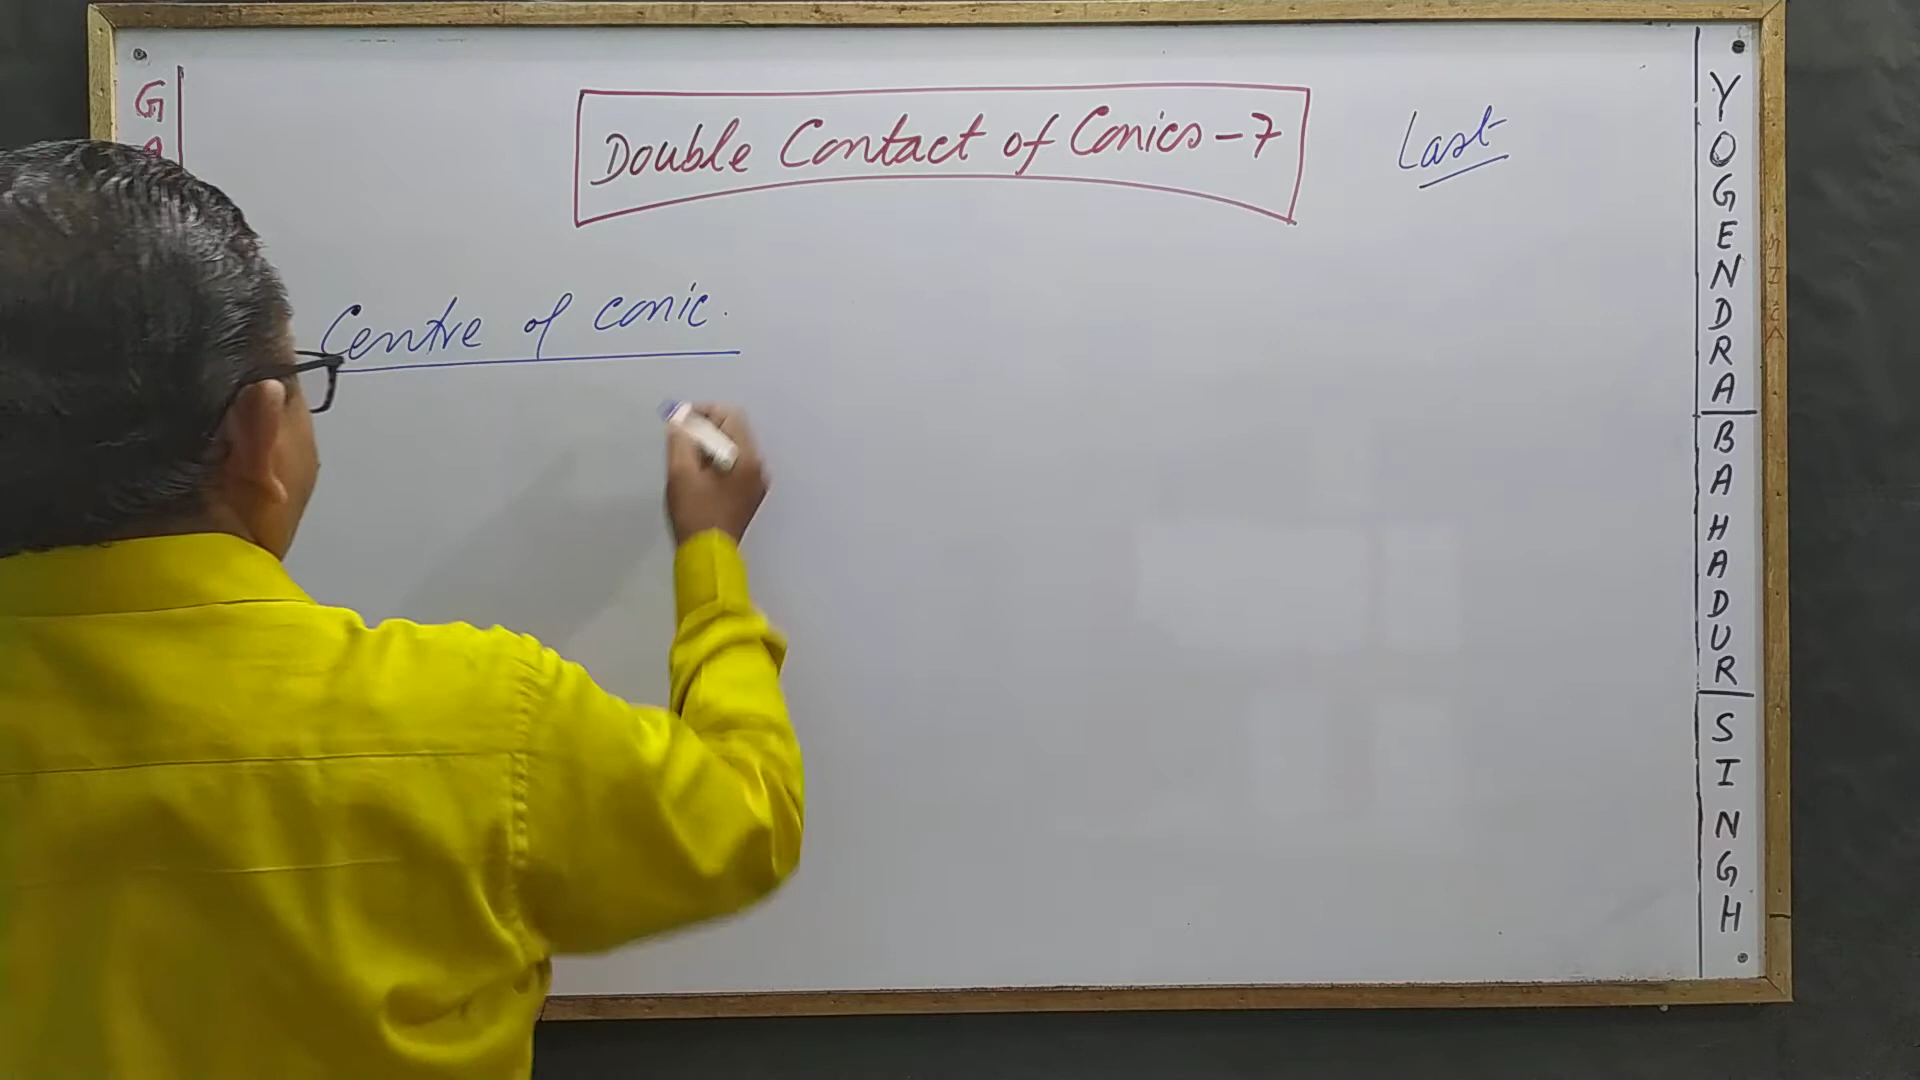 Double Contact of Conics-7
Last
Centre of conic.
G
YOGENDRA
BAHADUR
SINGH